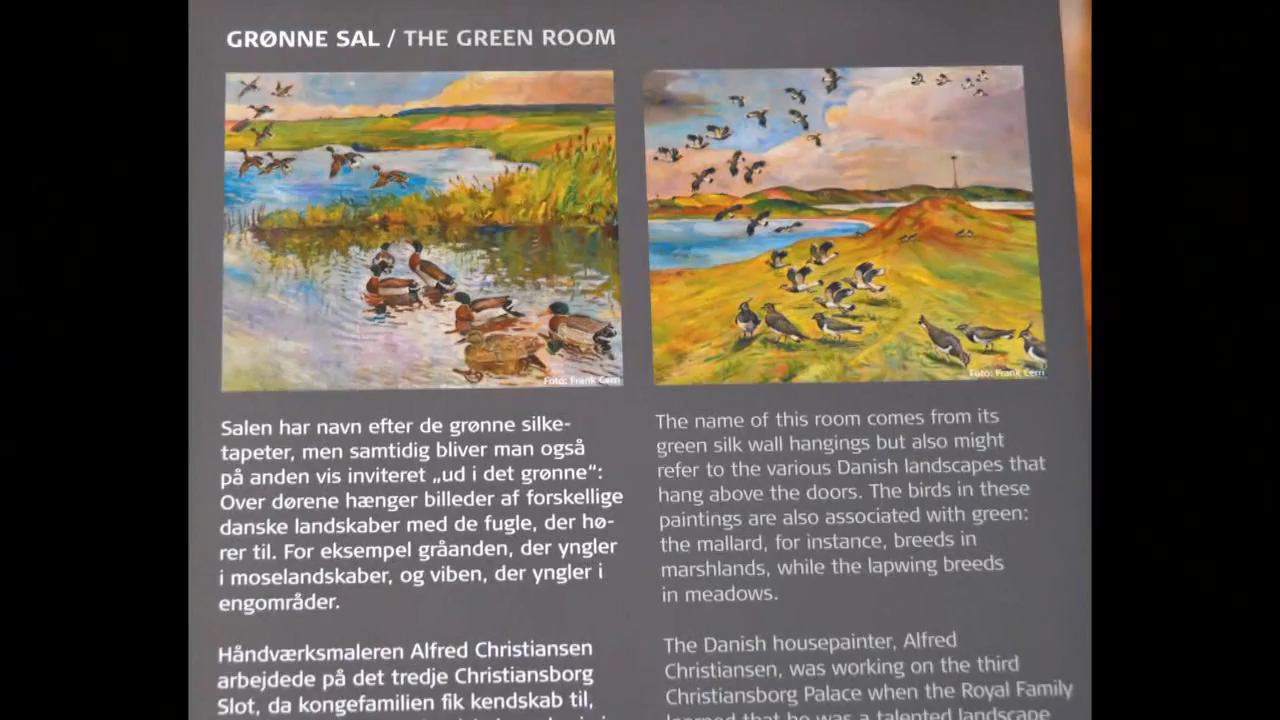 GRØNNE SAL / THE GREEN ROOM
Foto: Frank Cerri
Foto: Frank Cerri
Salen har navn efter de grønne silke-
tapeter, men samtidig bliver man også
på anden vis inviteret „ud i det grønne“:
Over dørene hænger billeder af forskellige
danske landskaber med de fugle, der hø-
rer til. For eksempel gråanden, der yngler
i moselandskaber, og viben, der yngler i
engområder.
Håndværksmaleren Alfred Christiansen
arbejdede på det tredje Christiansborg
Slot, da kongefamilien fik kendskab til,
The name of this room comes from its
green silk wall hangings but also might
refer to the various Danish landscapes that
hang above the doors. The birds in these
paintings are also associated with green:
the mallard, for instance, breeds in
marshlands, while the lapwing breeds
in meadows.
The Danish housepainter, Alfred
Christiansen, was working on the third
Christiansborg Palace when the Royal Family
learned that he was a talented landscape